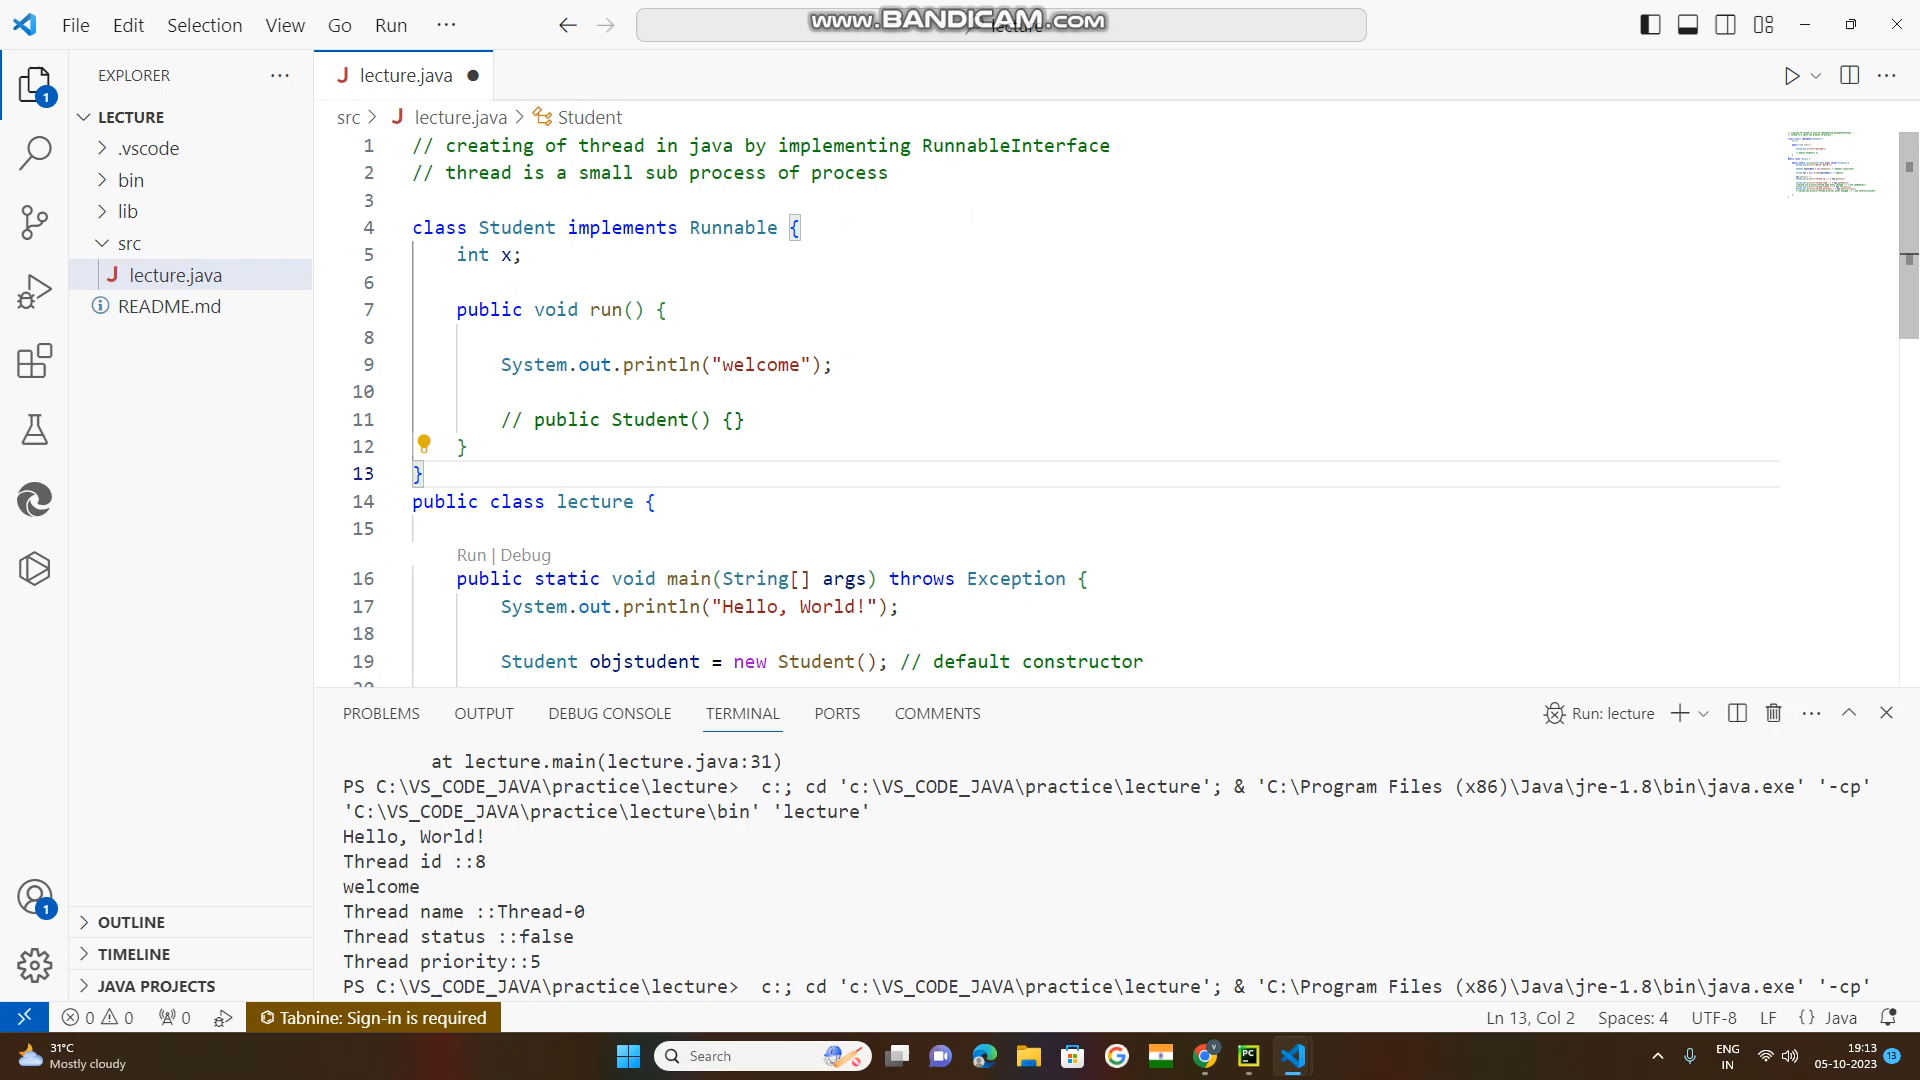 File Edit Selection View Go Run ···
www.BANDICAM.com
lecture
EXPLORER ···
lecture.java
1
LECTURE
.vscode
bin
lib
src
lecture.java
README.md
src > lecture.java > Student
1 // creating of thread in java by implementing RunnableInterface
2 // thread is a small sub process of process
3
4 class Student implements Runnable {
5 int x;
6
7 public void run() {
8
9 System.out.println("welcome");
10
11 // public Student() {}
12 }
13 }
14 public class lecture {
15
Run | Debug
16 public static void main(String[] args) throws Exception {
17 System.out.println("Hello, World!");
18
19 Student objstudent = new Student(); // default constructor
20
PROBLEMS OUTPUT DEBUG CONSOLE TERMINAL PORTS COMMENTS
Run: lecture
at lecture.main(lecture.java:31)
PS C:\VS_CODE_JAVA\practice\lecture> c:; cd 'c:\VS_CODE_JAVA\practice\lecture'; & 'C:\Program Files (x86)\Java\jre-1.8\bin\java.exe' '-cp'
'C:\VS_CODE_JAVA\practice\lecture\bin' 'lecture'
Hello, World!
Thread id ::8
welcome
Thread name ::Thread-0
Thread status ::false
Thread priority::5
PS C:\VS_CODE_JAVA\practice\lecture> c:; cd 'c:\VS_CODE_JAVA\practice\lecture'; & 'C:\Program Files (x86)\Java\jre-1.8\bin\java.exe' '-cp'
1
OUTLINE
TIMELINE
JAVA PROJECTS
0 0 0 Tabnine: Sign-in is required
Ln 13, Col 2 Spaces: 4 UTF-8 LF {} Java
31°C
Mostly cloudy
Search
PC
V
ENG
IN
19:13
05-10-2023
13